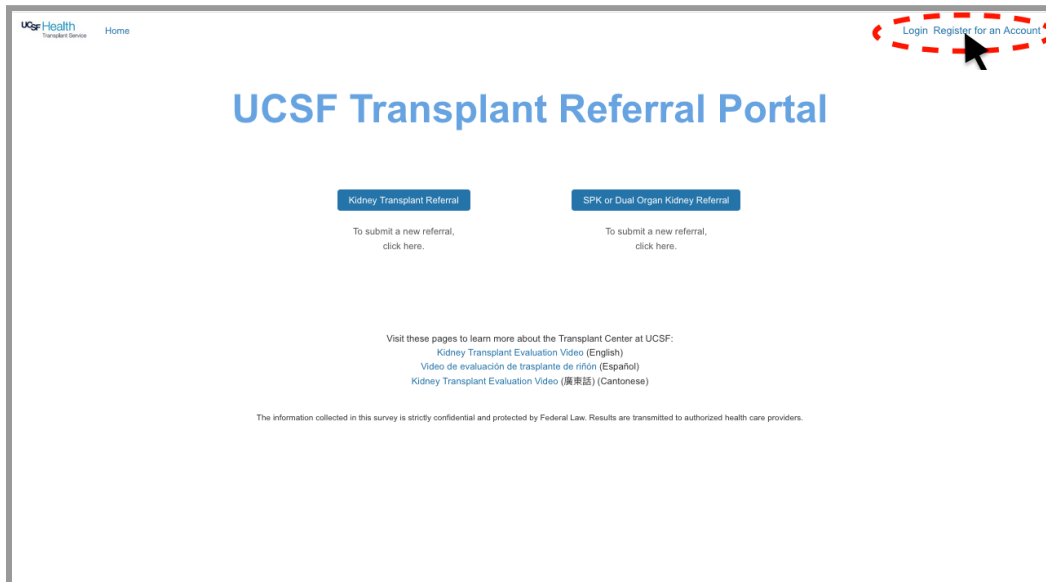 UCSF Health
Transplant Service
Home
Login Register for an Account
UCSF Transplant Referral Portal
Kidney Transplant Referral
SPK or Dual Organ Kidney Referral
To submit a new referral,
click here.
To submit a new referral,
click here.
Visit these pages to learn more about the Transplant Center at UCSF:
Kidney Transplant Evaluation Video (English)
Video de evaluación de trasplante de riñón (Español)
Kidney Transplant Evaluation Video (廣東話) (Cantonese)
The information collected in this survey is strictly confidential and protected by Federal Law. Results are transmitted to authorized health care providers.